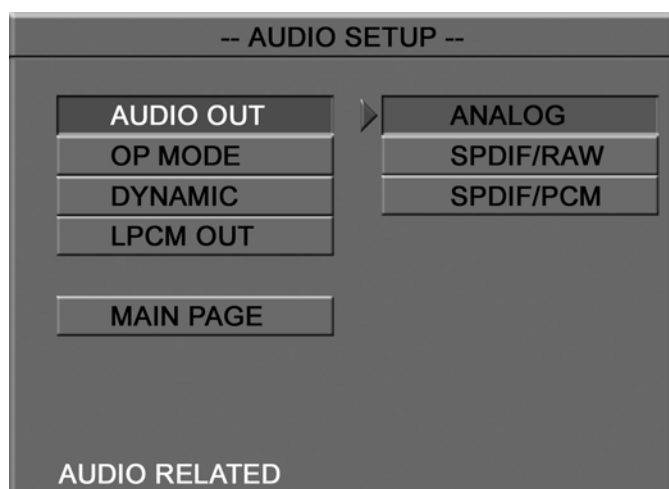 -- AUDIO SETUP --
AUDIO OUT
OP MODE
DYNAMIC
LPCM OUT
MAIN PAGE
ANALOG
SPDIF/RAW
SPDIF/PCM
AUDIO RELATED